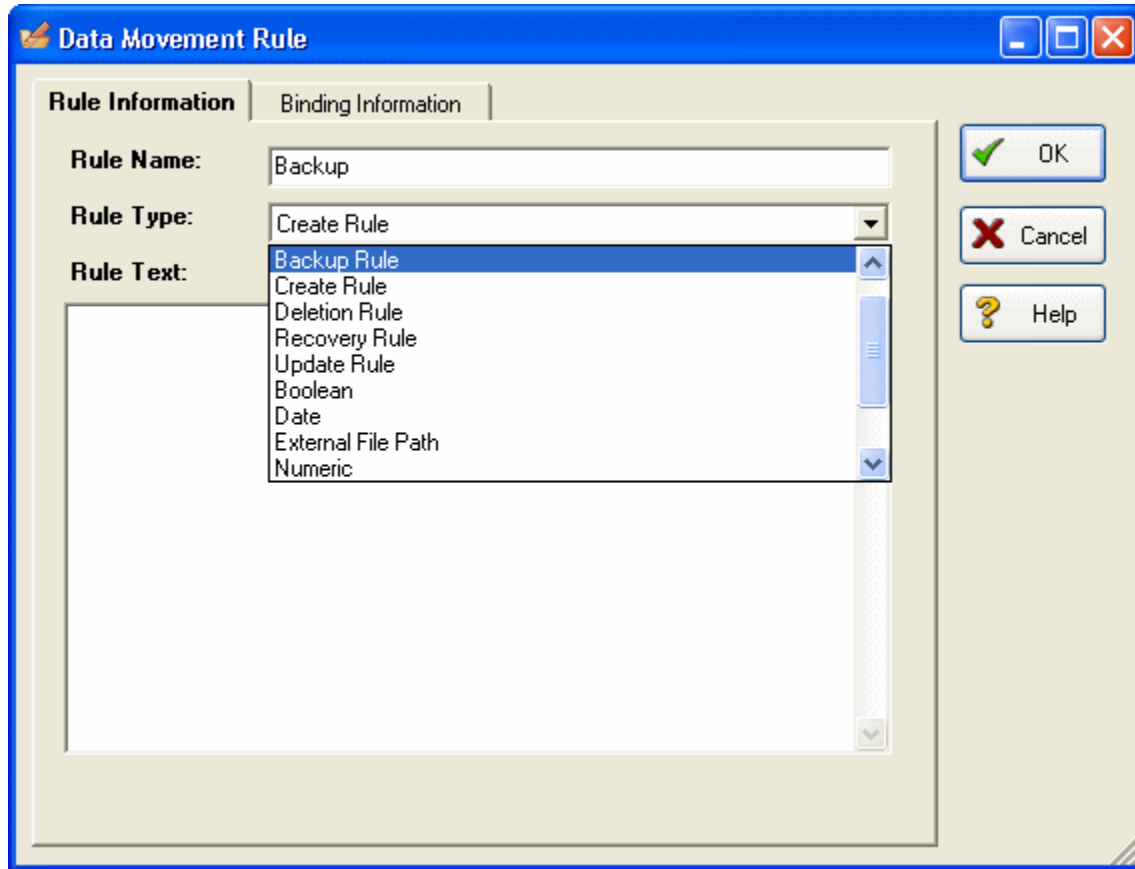 Data Movement Rule
Rule Information
Binding Information
Rule Name:
Backup
OK
Rule Type:
Create Rule
Cancel
Rule Text:
Backup Rule
Create Rule
Deletion Rule
Recovery Rule
Update Rule
Boolean
Date
External File Path
Numeric
Help